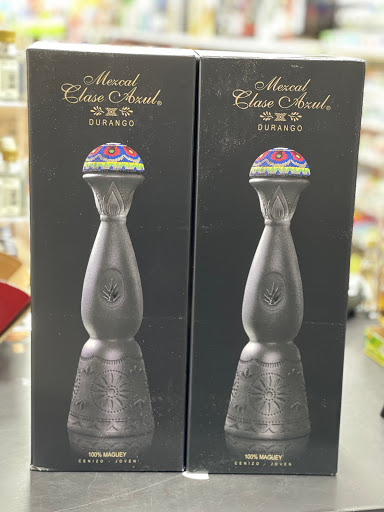 Mezcal
Clase Azul®
DURANGO
100% MAGUEY
CENIZO - JOVEN
Mezcal
Clase Azul®
DURANGO
100% MAGUEY
CENIZO - JOVEN